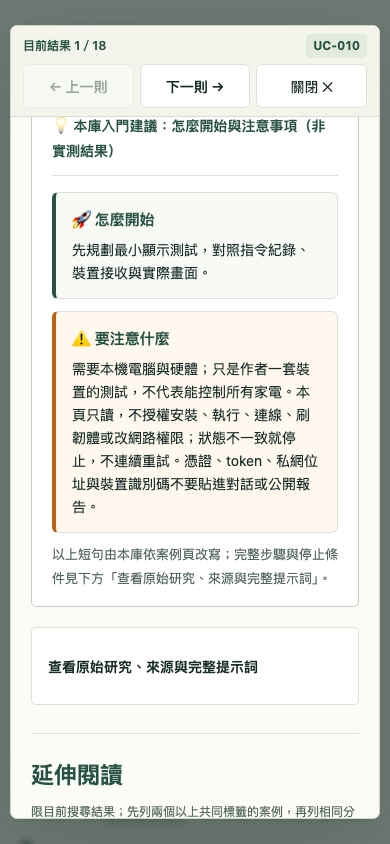 目前結果 1 / 18
UC-010
← 上一則
下一則 →
關閉 ✕
💡 本庫入門建議：怎麼開始與注意事項（非
實測結果）
🚀 怎麼開始
先規劃最小顯示測試，對照指令紀錄、
裝置接收與實際畫面。
⚠️ 要注意什麼
需要本機電腦與硬體；只是作者一套裝
置的測試，不代表能控制所有家電。本
頁只讀，不授權安裝、執行、連線、刷
韌體或改網路權限；狀態不一致就停
止，不連續重試。憑證、token、私網位
址與裝置識別碼不要貼進對話或公開報
告。
以上短句由本庫依案例頁改寫；完整步驟與停止條
件見下方「查看原始研究、來源與完整提示詞」。
查看原始研究、來源與完整提示詞
延伸閱讀
限目前搜尋結果；先列兩個以上共同標籤的案例，再列相同分